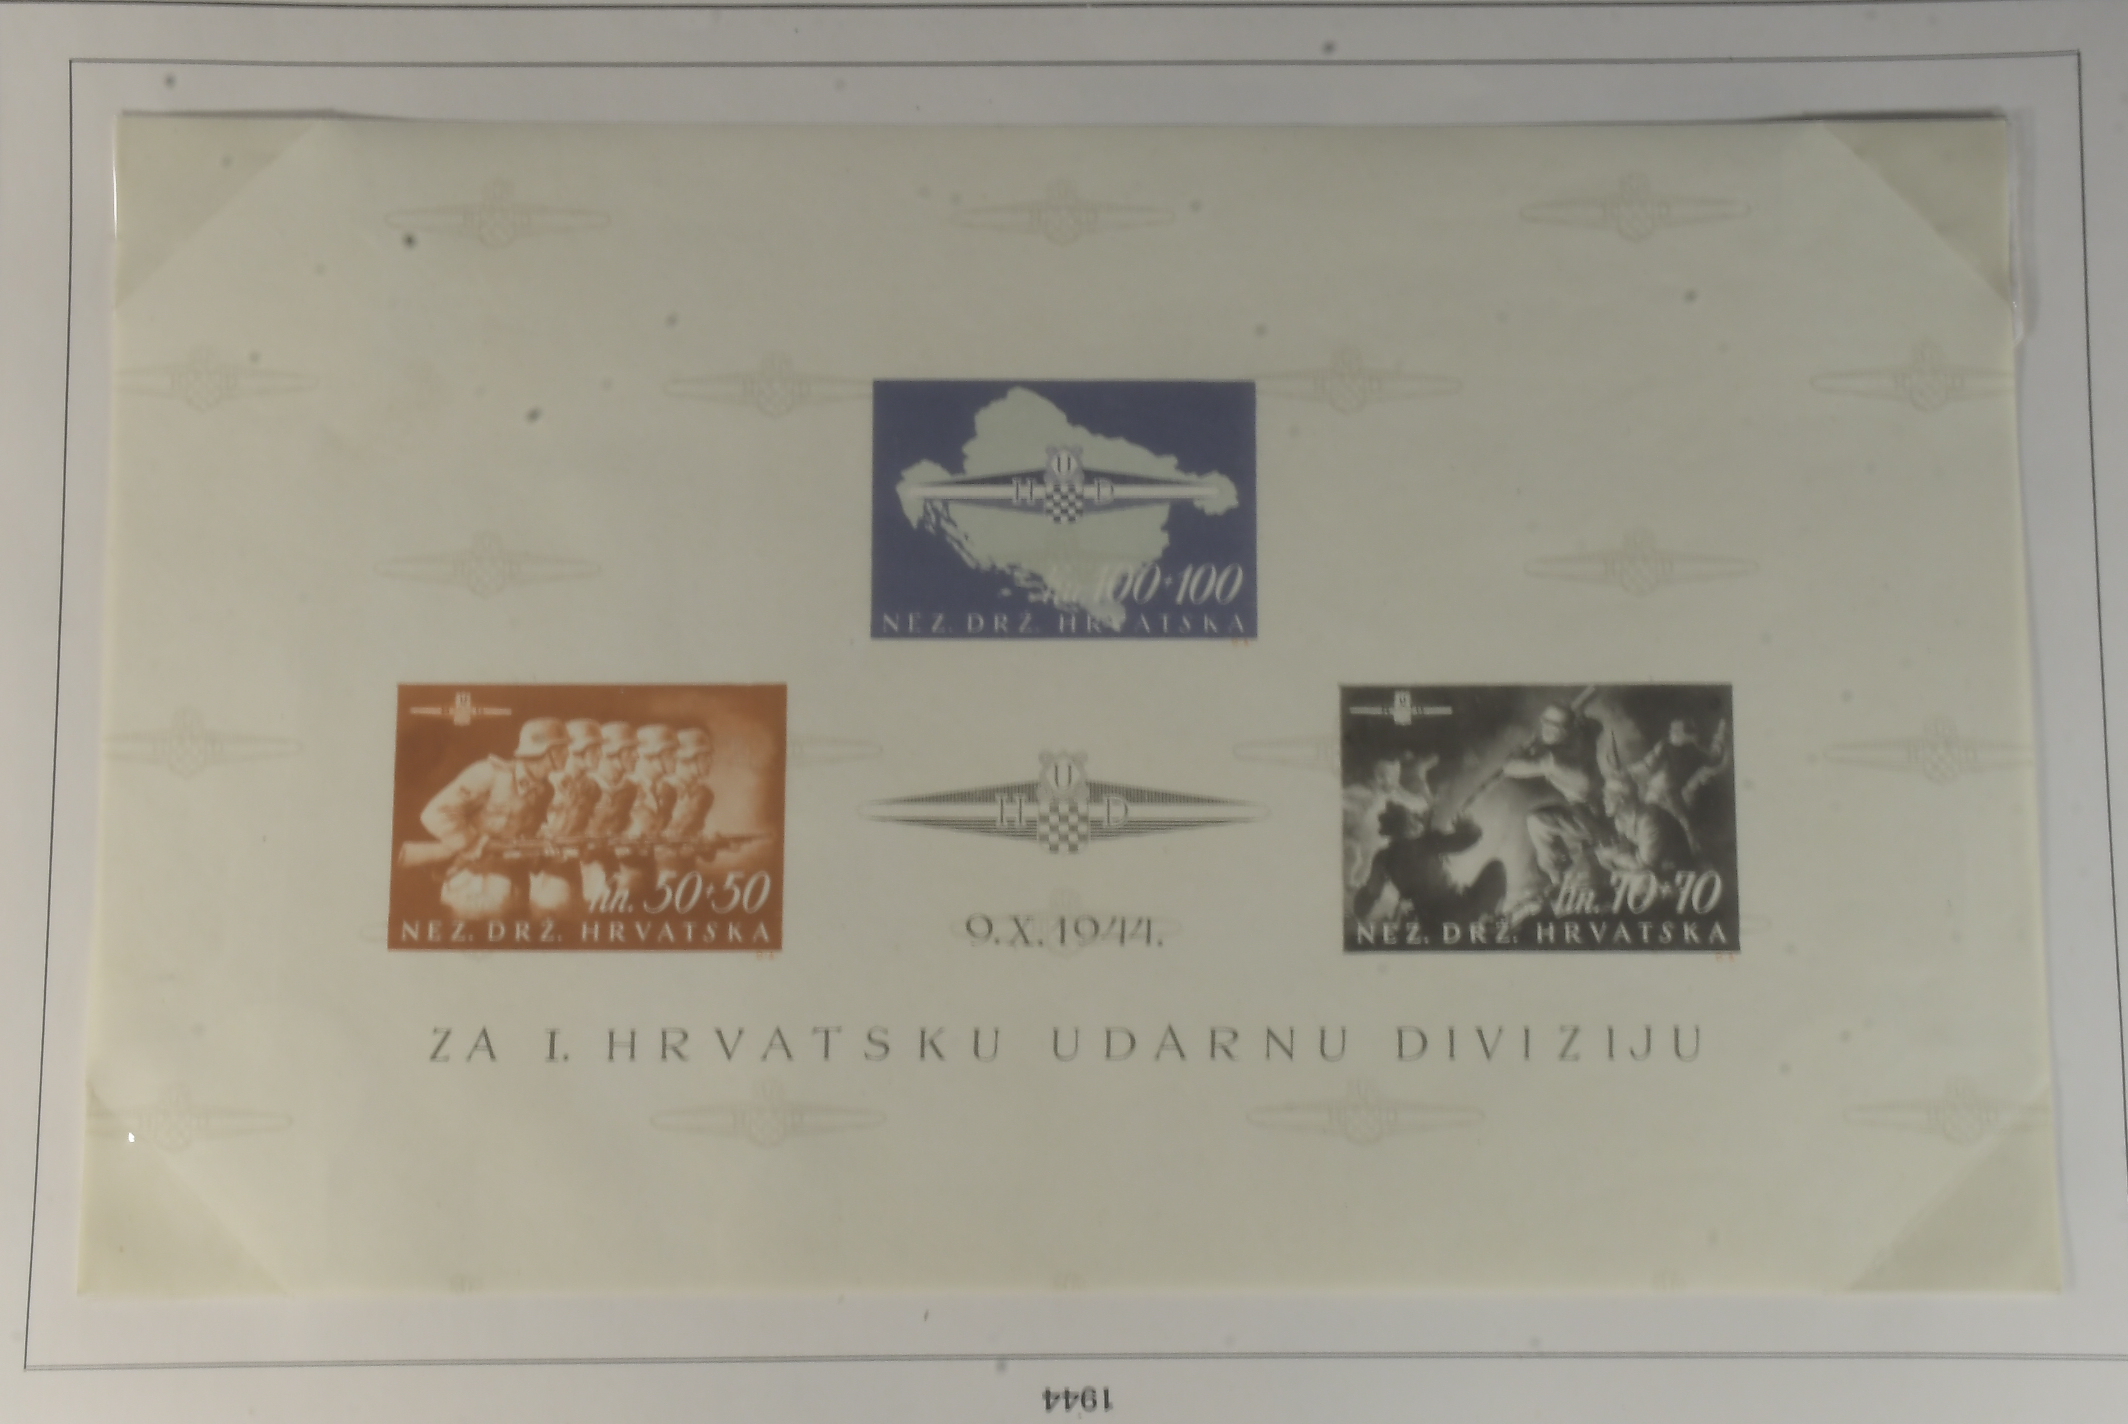 U
H D
kn. 100+100
NEZ. DRŽ. HRVATSKA
kn. 50+50
NEZ. DRŽ. HRVATSKA
U
H D
9.X.1944.
kn. 70+70
NEZ. DRŽ. HRVATSKA
ZA I. HRVATSKU UDARNU DIVIZIJU
1944